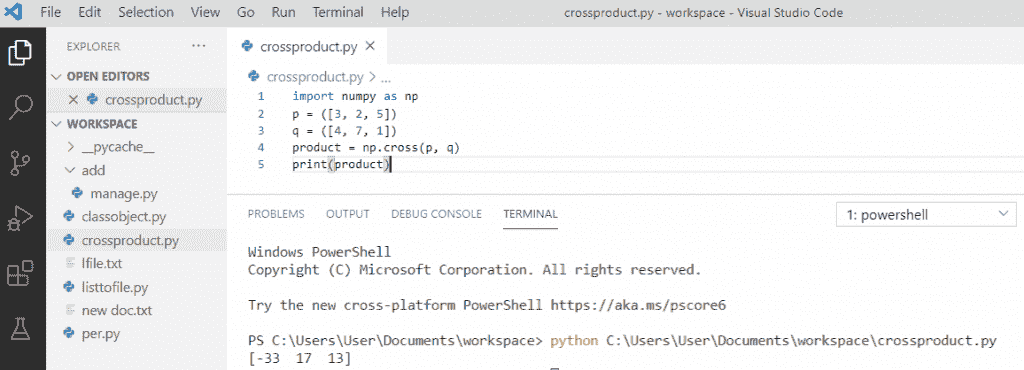 File Edit Selection View Go Run Terminal Help crossproduct.py - workspace - Visual Studio Code
EXPLORER ...
OPEN EDITORS
crossproduct.py
WORKSPACE
__pycache__
add
manage.py
classobject.py
crossproduct.py
lfile.txt
listtofile.py
new doc.txt
per.py
crossproduct.py
crossproduct.py > ...
1 import numpy as np
2 p = ([3, 2, 5])
3 q = ([4, 7, 1])
4 product = np.cross(p, q)
5 print(product)
PROBLEMS OUTPUT DEBUG CONSOLE TERMINAL 1: powershell
Windows PowerShell
Copyright (C) Microsoft Corporation. All rights reserved.
Try the new cross-platform PowerShell https://aka.ms/pscore6
PS C:\Users\User\Documents\workspace> python C:\Users\User\Documents\workspace\crossproduct.py
[-33 17 13]